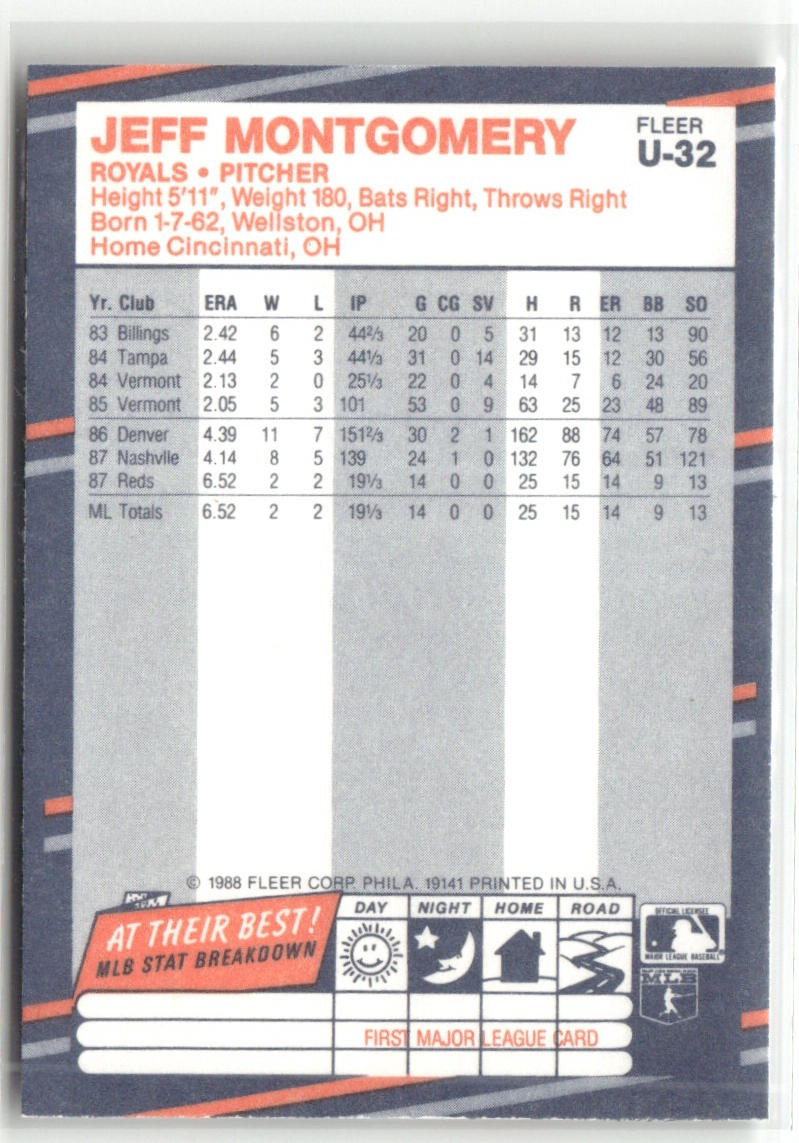 JEFF MONTGOMERY
FLEER
U-32
ROYALS • PITCHER
Height 5'11", Weight 180, Bats Right, Throws Right
Born 1-7-62, Wellston, OH
Home Cincinnati, OH
Yr. Club ERA W L IP G CG SV H R ER BB SO
83 Billings 2.42 6 2 44⅔ 20 0 5 31 13 12 13 90
84 Tampa 2.44 5 3 44⅓ 31 0 14 29 15 12 30 56
84 Vermont 2.13 2 0 25⅓ 22 0 4 14 7 6 24 20
85 Vermont 2.05 5 3 101 53 0 9 63 25 23 48 89
86 Denver 4.39 11 7 151⅔ 30 2 1 162 88 74 57 78
87 Nashvlle 4.14 8 5 139 24 1 0 132 76 64 51 121
87 Reds 6.52 2 2 19⅓ 14 0 0 25 15 14 9 13
ML Totals 6.52 2 2 19⅓ 14 0 0 25 15 14 9 13
© 1988 FLEER CORP. PHILA. 19141 PRINTED IN U.S.A.
AT THEIR BEST!
MLB STAT BREAKDOWN
DAY NIGHT HOME ROAD
OFFICIAL LICENSEE
MAJOR LEAGUE BASEBALL
MLB
FIRST MAJOR LEAGUE CARD